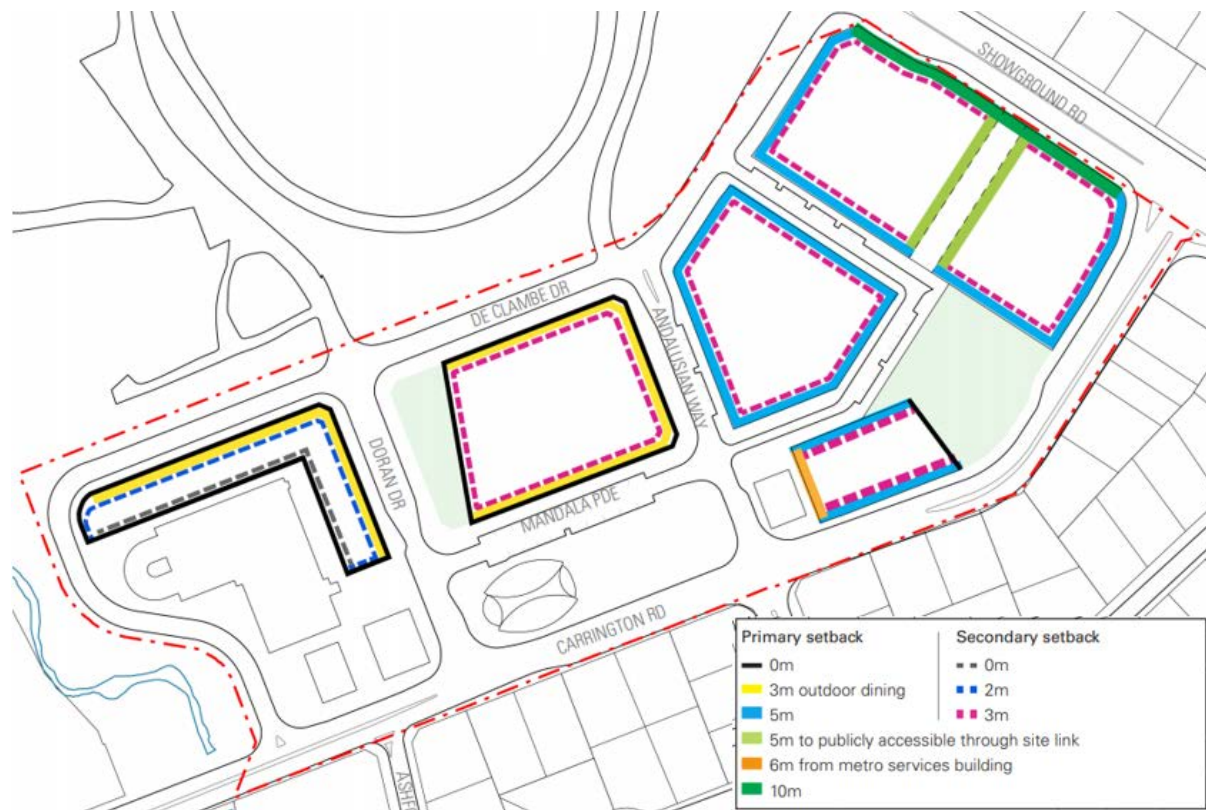 SHOWGROUND RD
DE CLAMBE DR
ANDALUSIAN WAY
DORAN DR
MANDALA PDE
CARRINGTON RD
Primary setback
0m
3m outdoor dining
5m
5m to publicly accessible through site link
6m from metro services building
10m
Secondary setback
0m
2m
3m